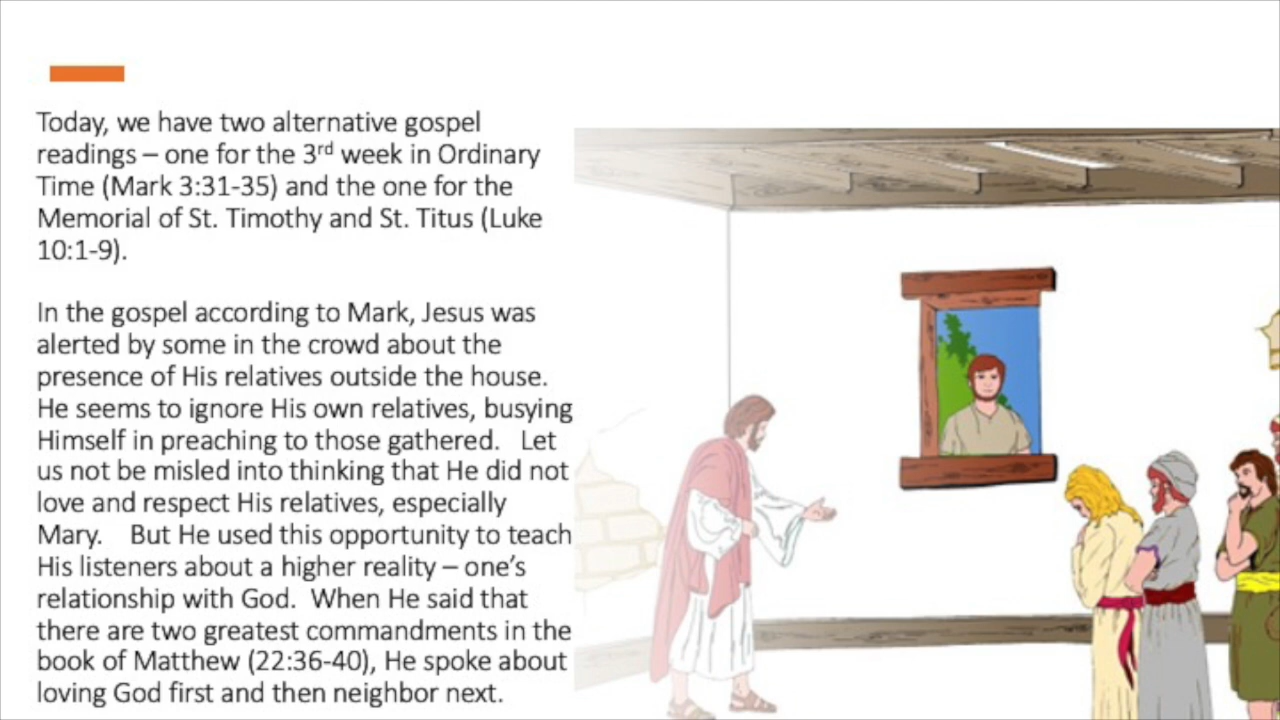 Today, we have two alternative gospel
readings – one for the 3rd week in Ordinary
Time (Mark 3:31-35) and the one for the
Memorial of St. Timothy and St. Titus (Luke
10:1-9).
In the gospel according to Mark, Jesus was
alerted by some in the crowd about the
presence of His relatives outside the house.
He seems to ignore His own relatives, busying
Himself in preaching to those gathered.   Let
us not be misled into thinking that He did not
love and respect His relatives, especially
Mary.    But He used this opportunity to teach
His listeners about a higher reality – one’s
relationship with God.  When He said that
there are two greatest commandments in the
book of Matthew (22:36-40), He spoke about
loving God first and then neighbor next.